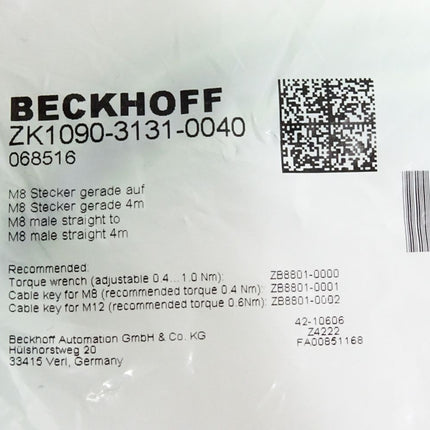 BECKHOFF
ZK1090-3131-0040
068516
M8 Stecker gerade auf
M8 Stecker gerade 4m
M8 male straight to
M8 male straight 4m
Recommended:
Torque wrench (adjustable 0.4...1.0 Nm): ZB8801-0000
Cable key for M8 (recommended torque 0.4 Nm): ZB8801-0001
Cable key for M12 (recommended torque 0.6Nm): ZB8801-0002
Beckhoff Automation GmbH & Co. KG
Hülshorstweg 20
33415 Verl, Germany
42-10606
Z4222
FA00851168